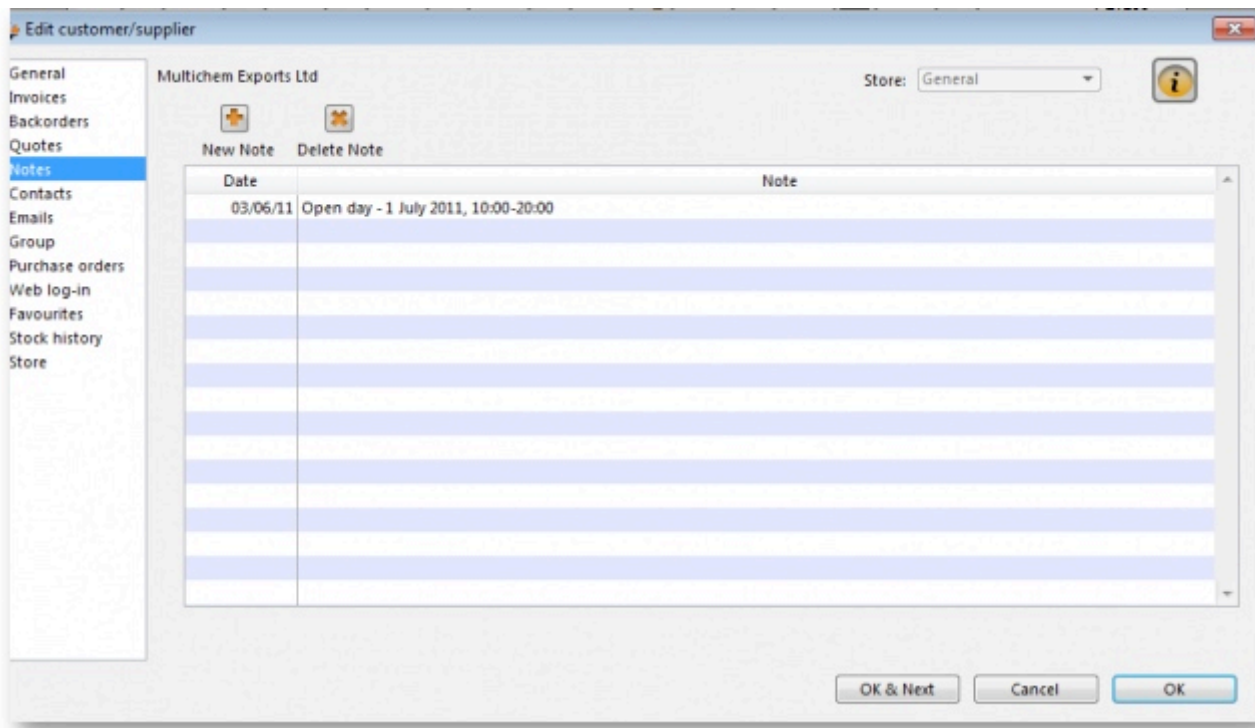 Edit customer/supplier
General
Invoices
Backorders
Quotes
Notes
Contacts
Emails
Group
Purchase orders
Web log-in
Favourites
Stock history
Store
Multichem Exports Ltd
Store: General
New Note Delete Note
Date Note
03/06/11 Open day - 1 July 2011, 10:00-20:00
OK & Next Cancel OK